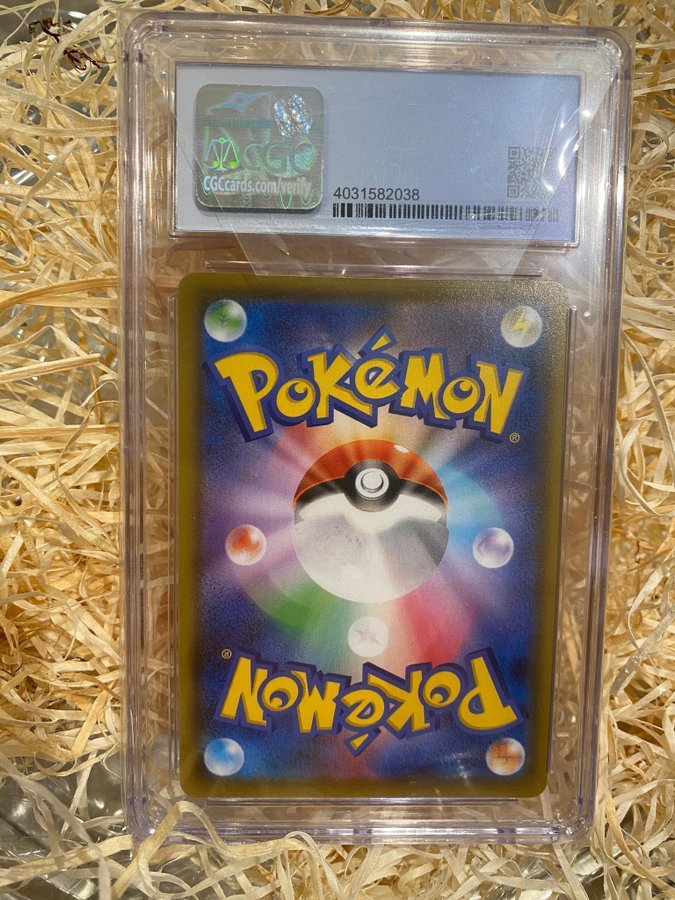 CGC
CGCcards.com/verify
4031582038
POKéMON
®
®
POKéMON